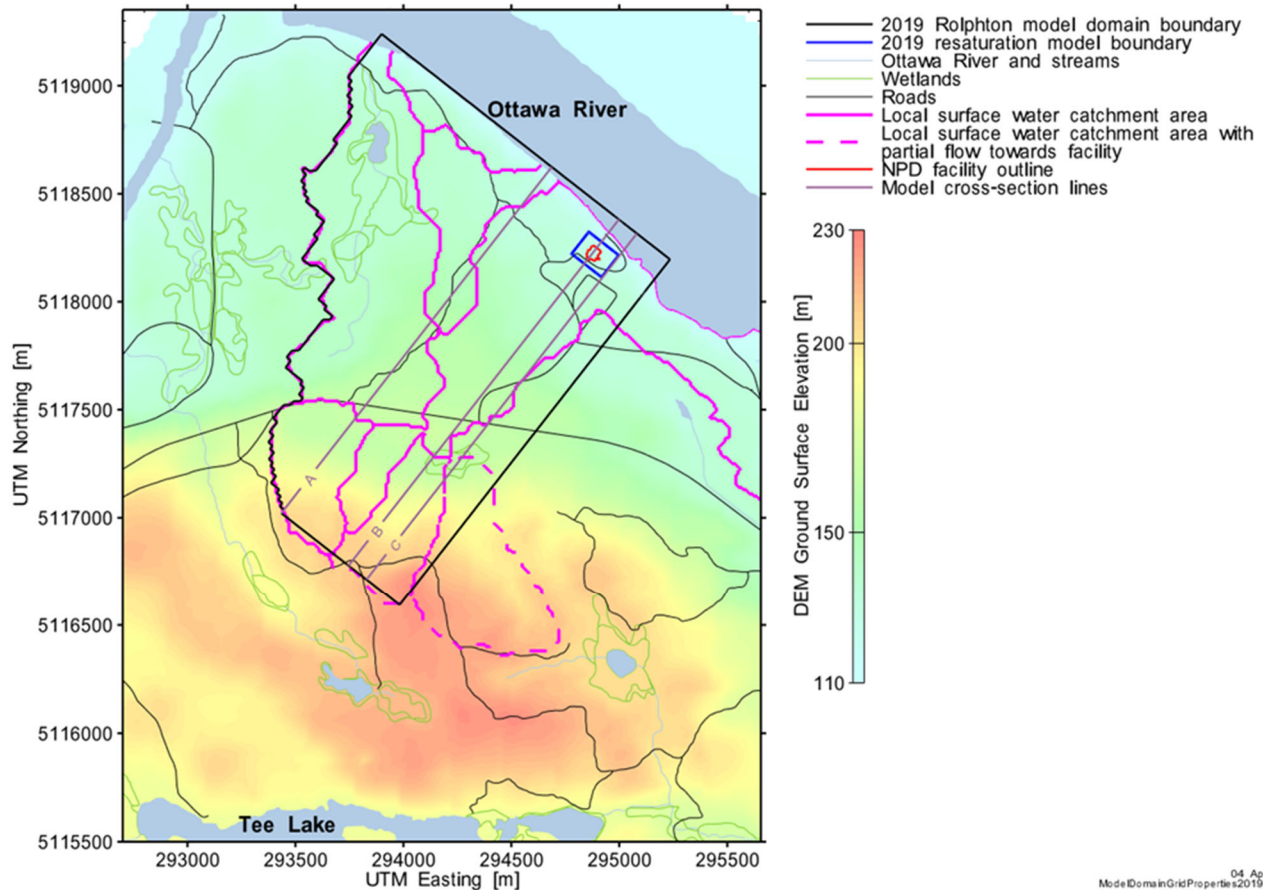 2019 Rolphton model domain boundary
2019 resaturation model boundary
Ottawa River and streams
Wetlands
Roads
Local surface water catchment area
Local surface water catchment area with
partial flow towards facility
NPD facility outline
Model cross-section lines
Ottawa River
5119000
5118500
5118000
5117500
5117000
5116500
5116000
5115500
UTM Northing [m]
A
B
C
Tee Lake
293000 293500 294000 294500 295000 295500
UTM Easting [m]
230
200
150
110
DEM Ground Surface Elevation [m]
04 Ap
ModelDomainGridProperties2019